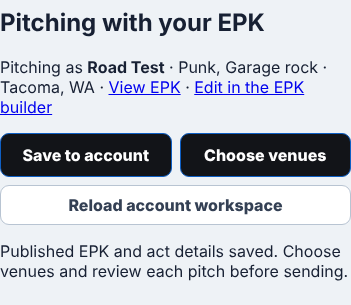 Pitching with your EPK
Pitching as Road Test · Punk, Garage rock ·
Tacoma, WA · View EPK · Edit in the EPK
builder
Save to account
Choose venues
Reload account workspace
Published EPK and act details saved. Choose
venues and review each pitch before sending.